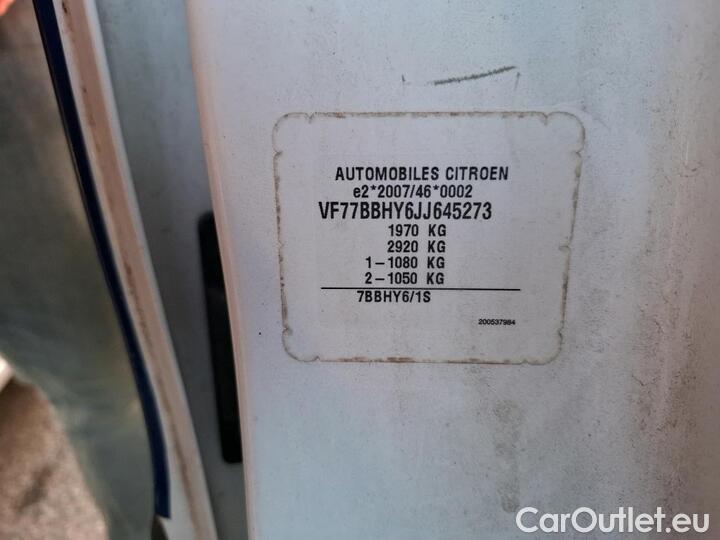 AUTOMOBILES CITROEN
e2*2007/46*0002
VF77BBHY6JJ645273
1970 KG
2920 KG
1-1080 KG
2-1050 KG
7BBHY6/1S
200537984
CarOutlet.eu